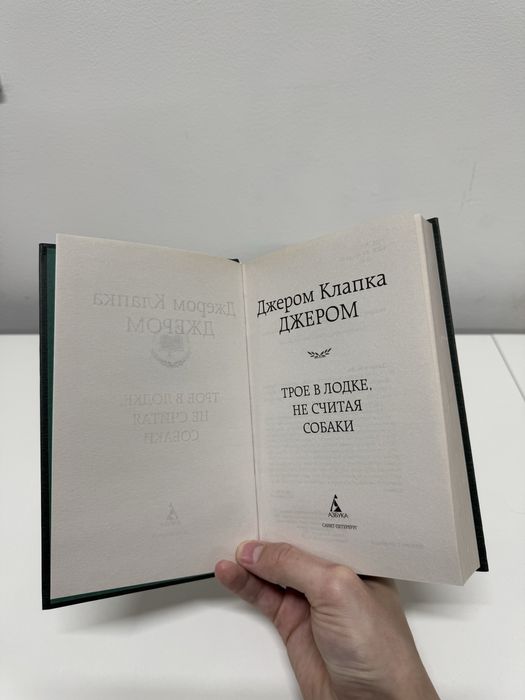 Джером Клапка
ДЖЕРОМ
ТРОЕ В ЛОДКЕ,
НЕ СЧИТАЯ
СОБАКИ
АЗБУКА
САНКТ-ПЕТЕРБУРГ